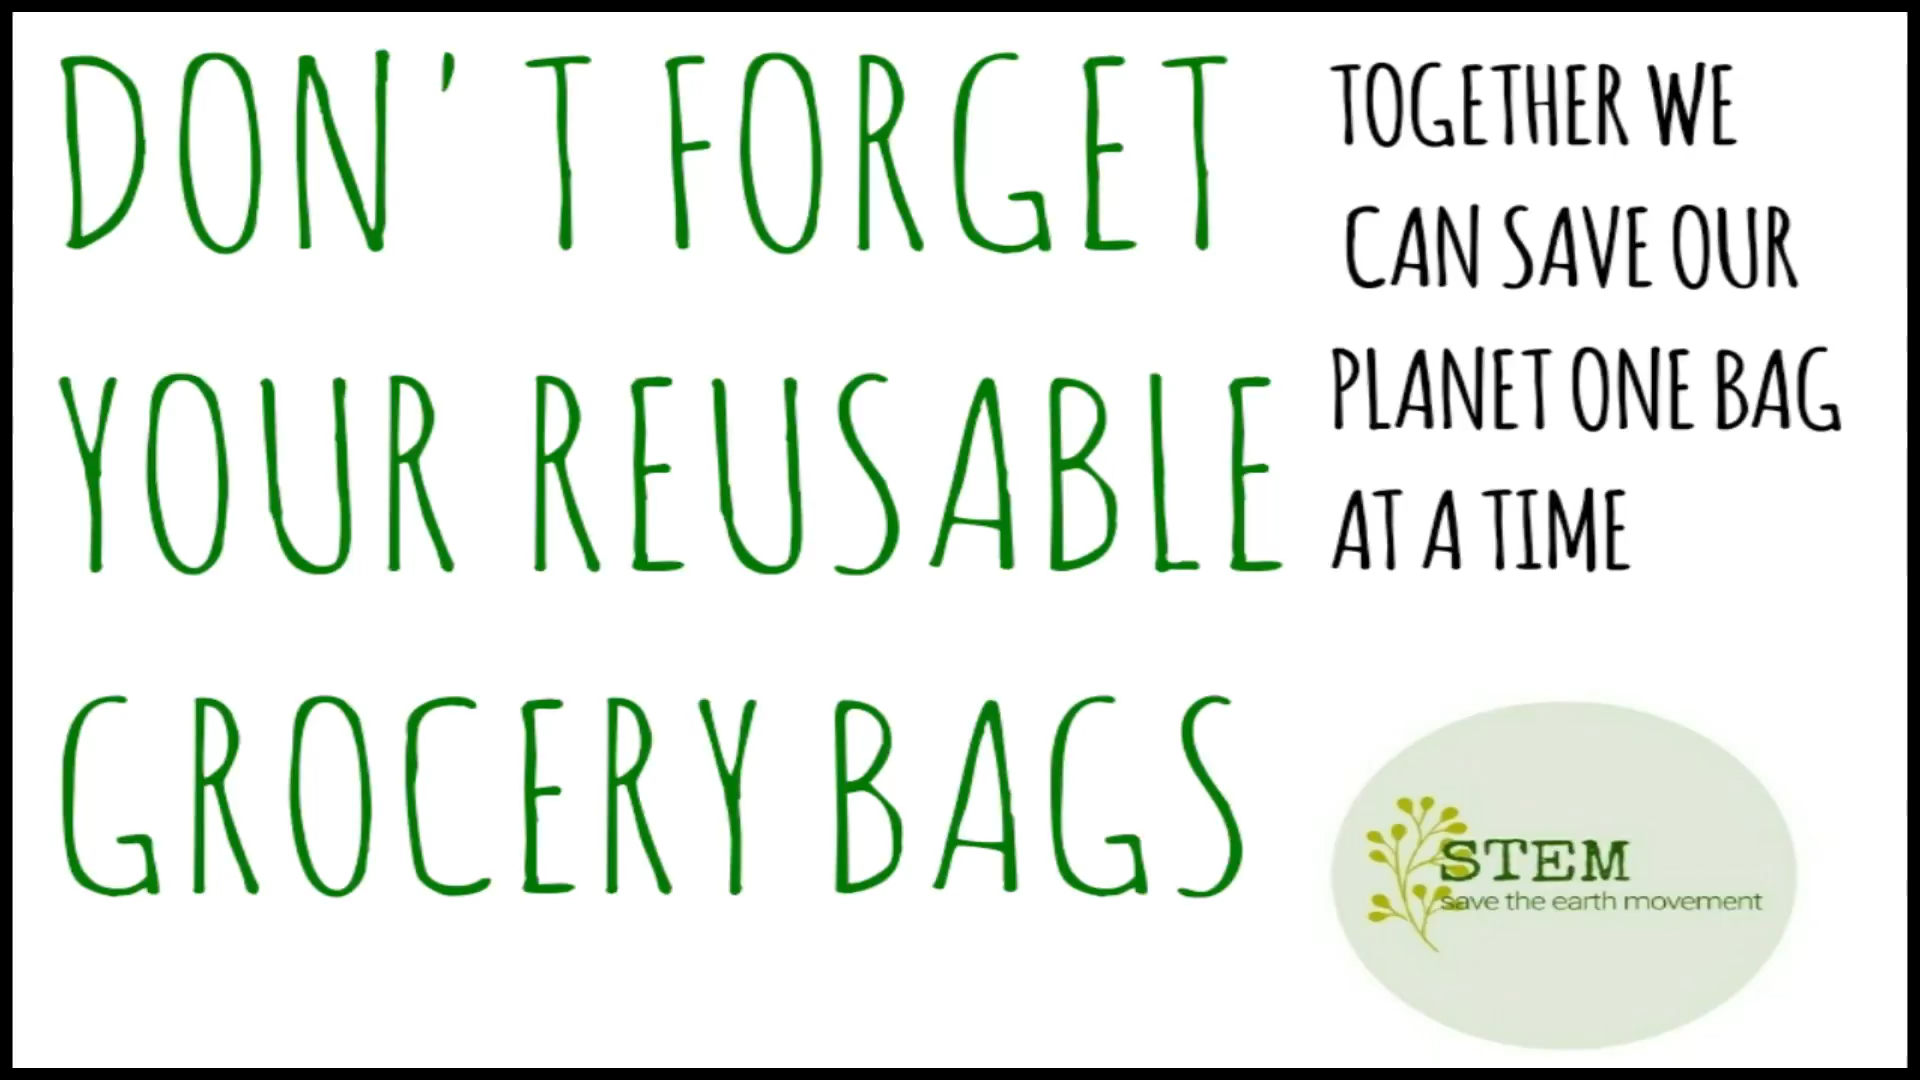 DON'T FORGET
YOUR REUSABLE
GROCERY BAGS
TOGETHER WE
CAN SAVE OUR
PLANET ONE BAG
AT A TIME
STEM
save the earth movement